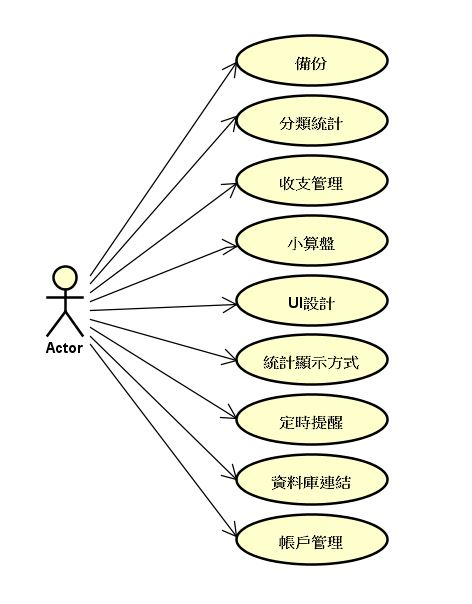 備份
分類統計
收支管理
小算盤
UI設計
Actor
統計顯示方式
定時提醒
資料庫連結
帳戶管理